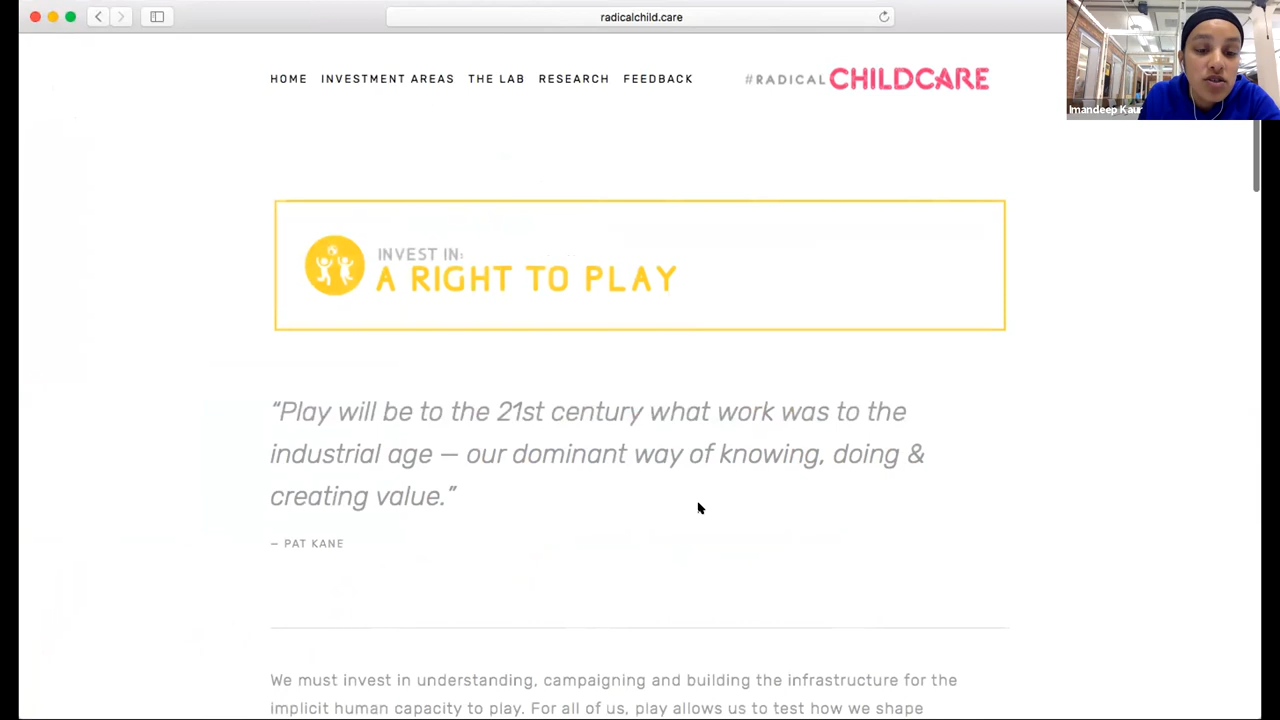 radicalchild.care
Imandeep Kaur
HOME INVESTMENT AREAS THE LAB RESEARCH FEEDBACK
#RADICAL CHILDCARE
INVEST IN:
A RIGHT TO PLAY
“Play will be to the 21st century what work was to the
industrial age — our dominant way of knowing, doing &
creating value.”
— PAT KANE
We must invest in understanding, campaigning and building the infrastructure for the
implicit human capacity to play. For all of us, play allows us to test how we shape